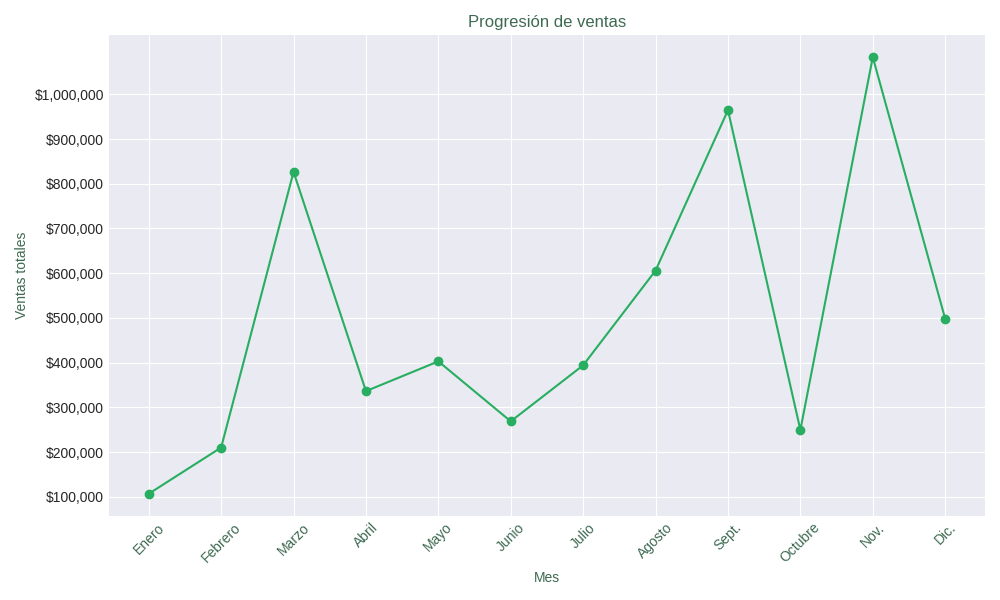 Progresión de ventas
Ventas totales
$1,000,000
$900,000
$800,000
$700,000
$600,000
$500,000
$400,000
$300,000
$200,000
$100,000
Enero
Febrero
Marzo
Abril
Mayo
Junio
Julio
Agosto
Sept.
Octubre
Nov.
Dic.
Mes